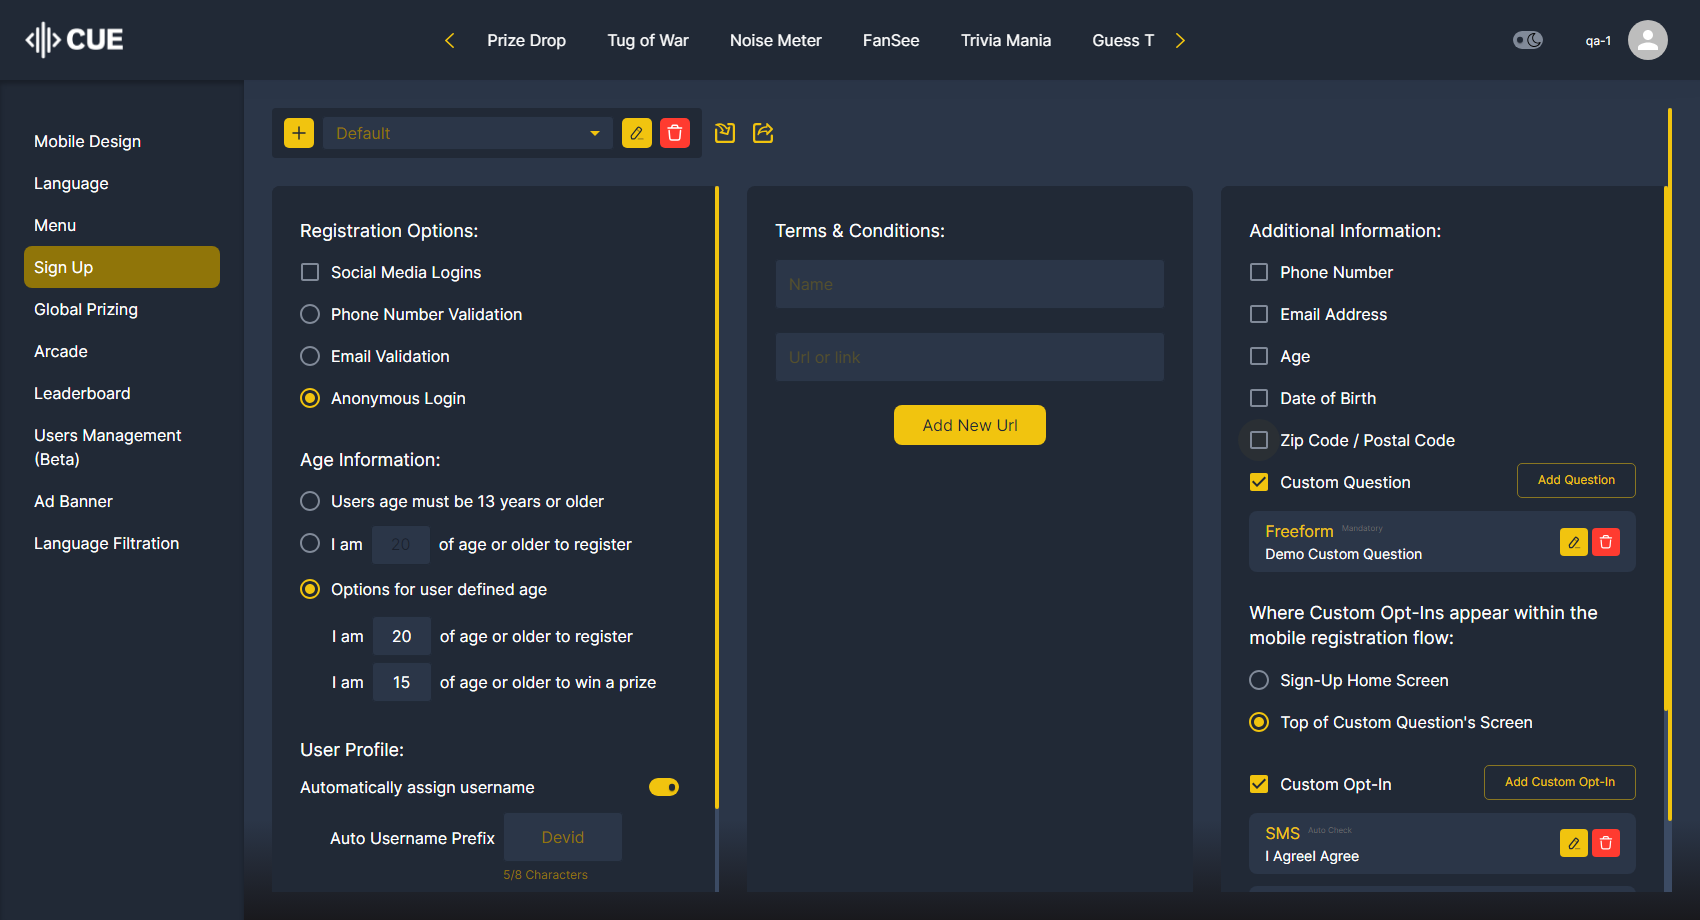 CUE
Prize Drop
Tug of War
Noise Meter
FanSee
Trivia Mania
Guess T
qa-1
Mobile Design
Language
Menu
Sign Up
Global Prizing
Arcade
Leaderboard
Users Management
(Beta)
Ad Banner
Language Filtration
Default
Registration Options:
Social Media Logins
Phone Number Validation
Email Validation
Anonymous Login
Age Information:
Users age must be 13 years or older
I am 20 of age or older to register
Options for user defined age
I am 20 of age or older to register
I am 15 of age or older to win a prize
User Profile:
Automatically assign username
Auto Username Prefix Devid
5/8 Characters
Terms & Conditions:
Name
Url or link
Add New Url
Additional Information:
Phone Number
Email Address
Age
Date of Birth
Zip Code / Postal Code
Custom Question
Add Question
Freeform Mandatory
Demo Custom Question
Where Custom Opt-Ins appear within the
mobile registration flow:
Sign-Up Home Screen
Top of Custom Question's Screen
Custom Opt-In
Add Custom Opt-In
SMS Auto Check
I AgreeI Agree